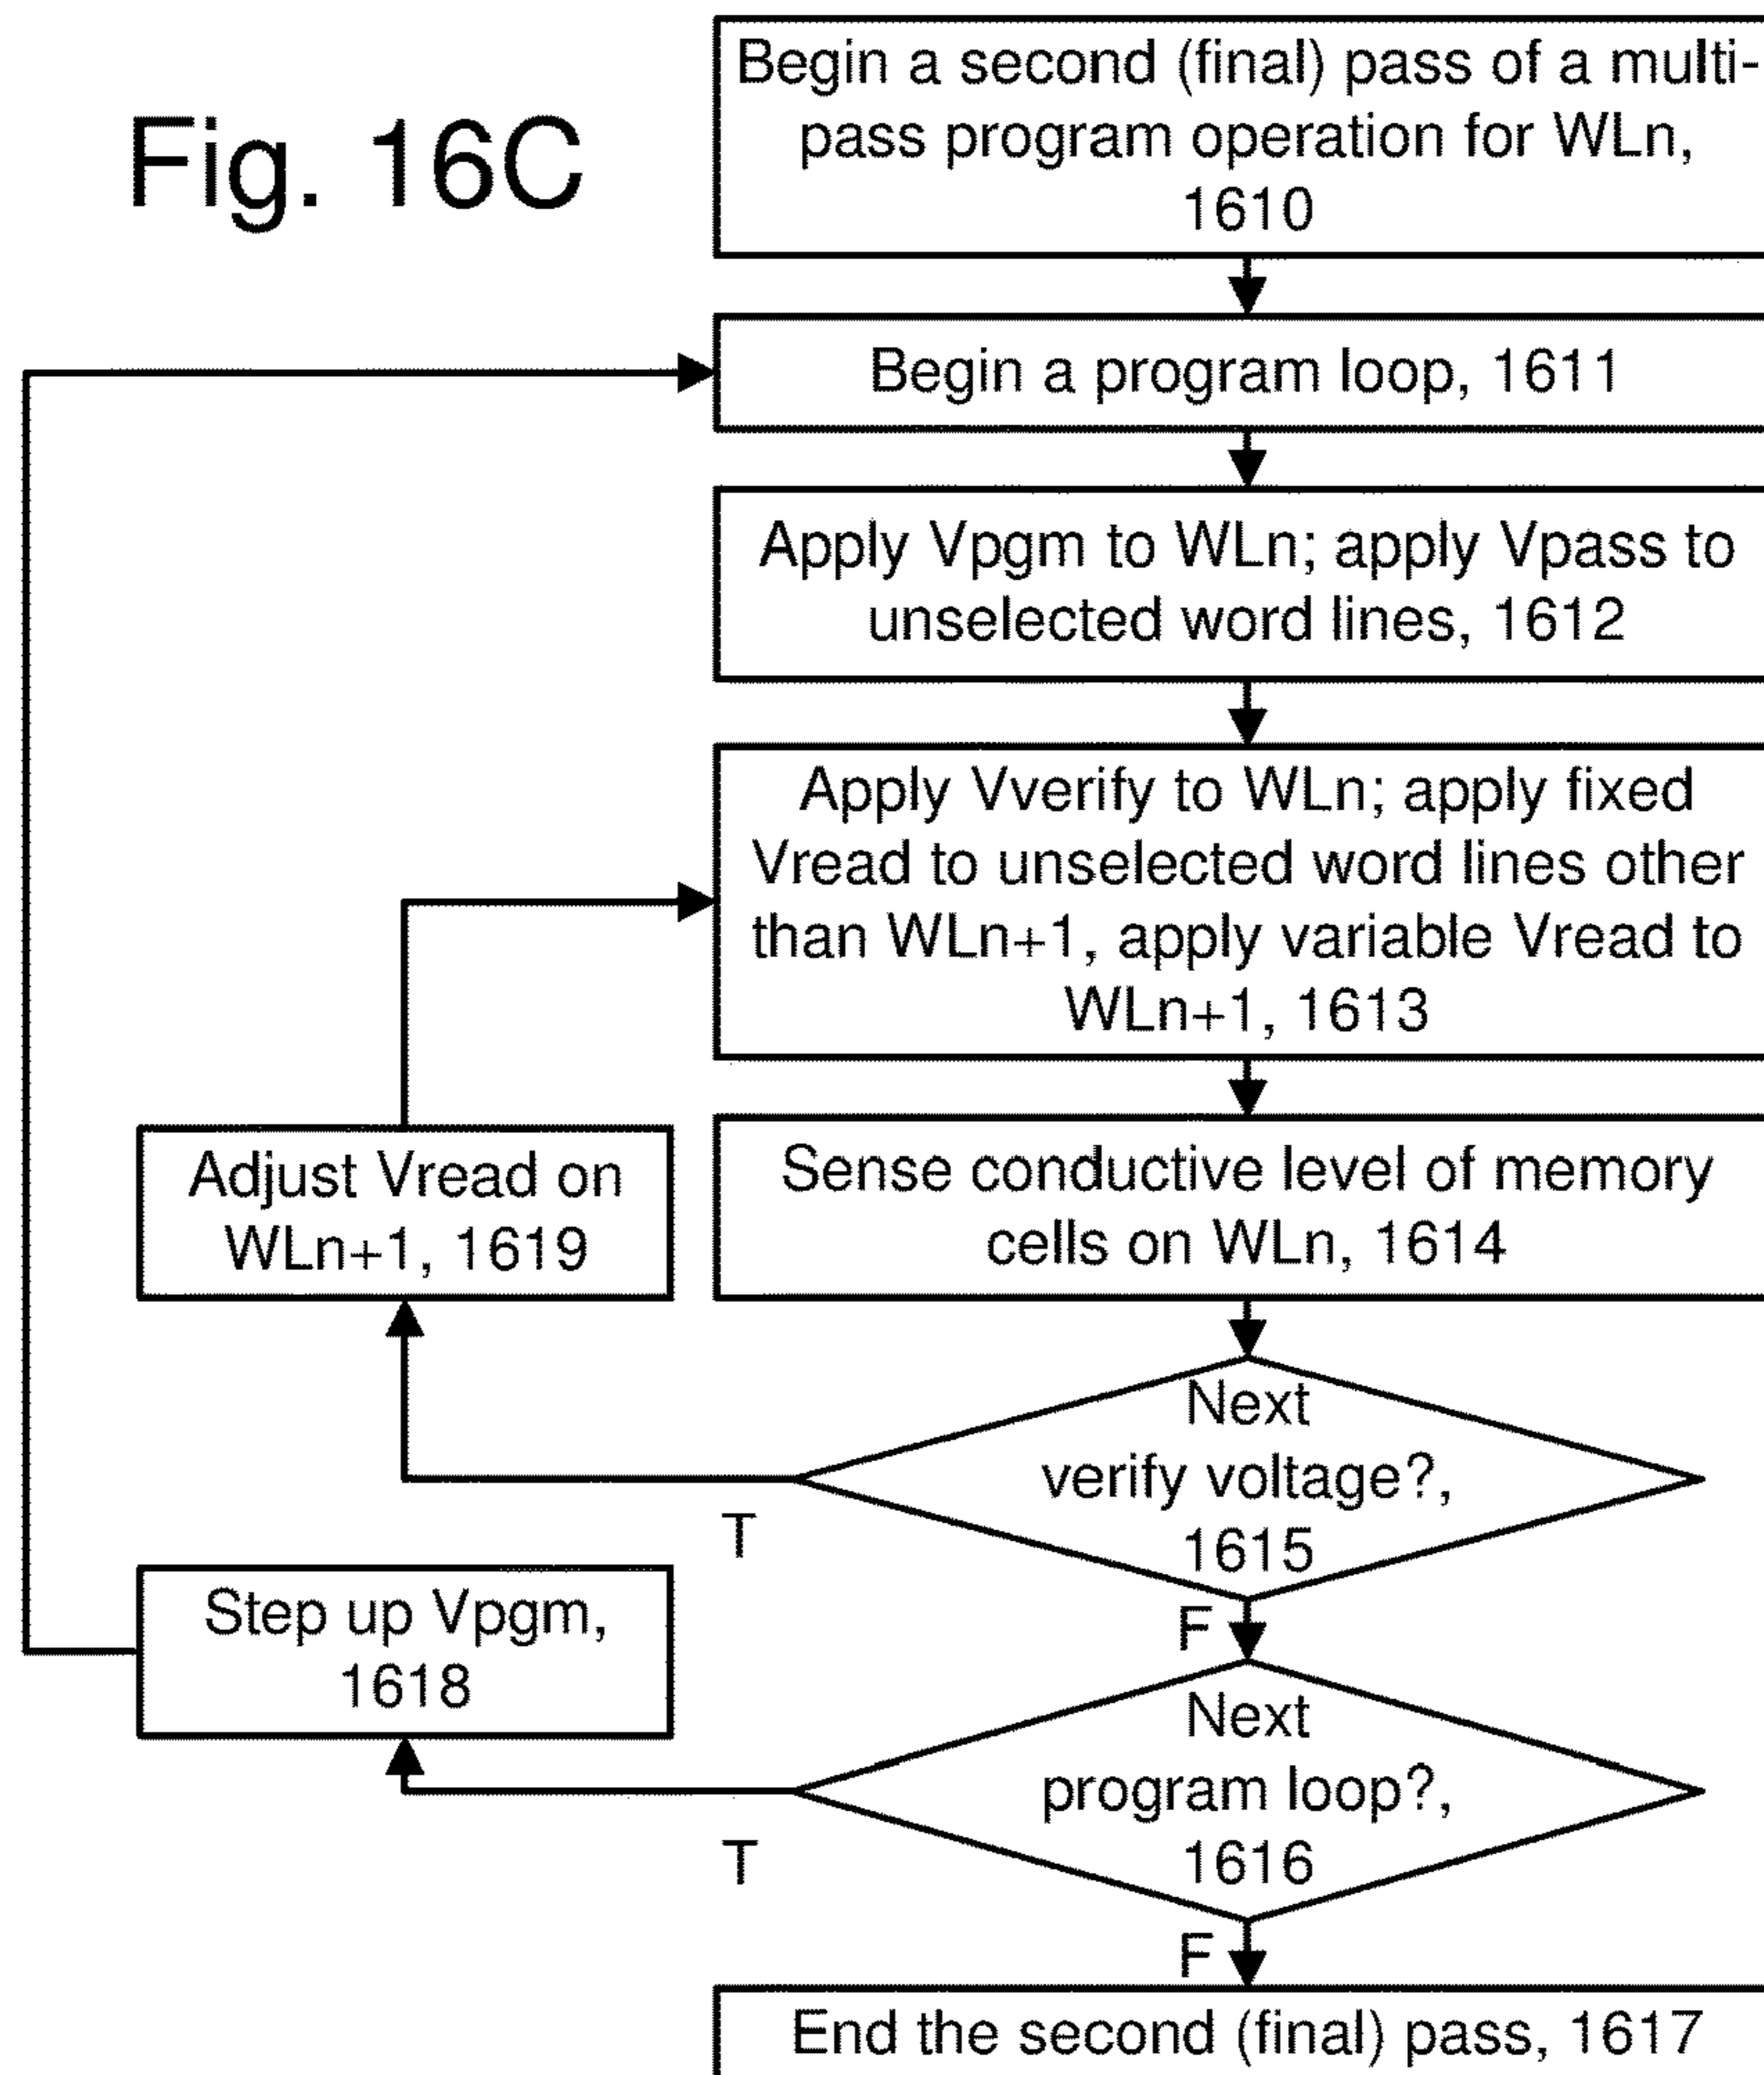 Fig. 16C
Begin a second (final) pass of a multi-
pass program operation for WLn,
1610
Begin a program loop, 1611
Apply Vpgm to WLn; apply Vpass to
unselected word lines, 1612
Apply Vverify to WLn; apply fixed
Vread to unselected word lines other
than WLn+1, apply variable Vread to
WLn+1, 1613
Adjust Vread on
WLn+1, 1619
Sense conductive level of memory
cells on WLn, 1614
Next
verify voltage?,
1615
T
F
Step up Vpgm,
1618
Next
program loop?,
1616
T
F
End the second (final) pass, 1617